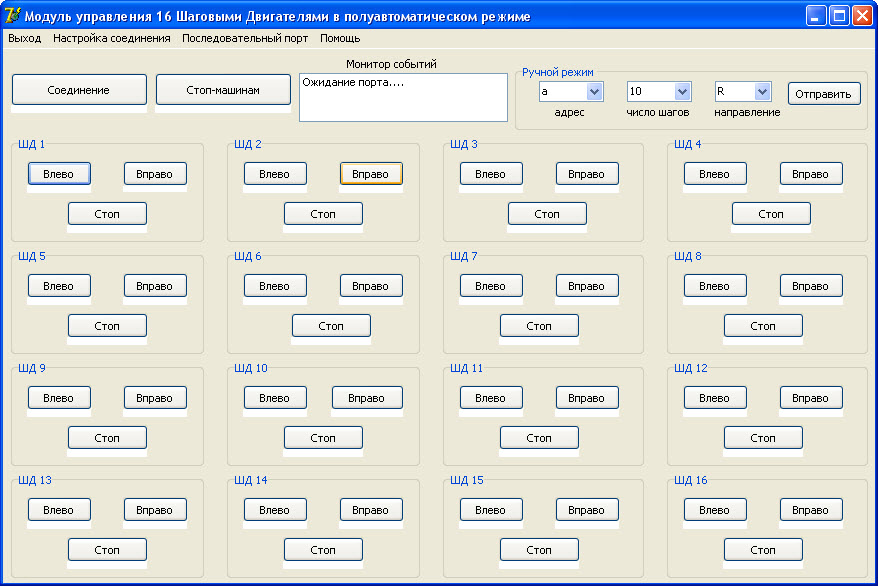 Модуль управления 16 Шаговыми Двигателями в полуавтоматическом режиме
Выход Настройка соединения Последовательный порт Помощь
Соединение
Стоп-машинам
Монитор событий
Ожидание порта....
Ручной режим
a 10 R Отправить
адрес число шагов направление
ШД 1 ШД 2 ШД 3 ШД 4
Влево Вправо Влево Вправо Влево Вправо Влево Вправо
Стоп Стоп Стоп Стоп
ШД 5 ШД 6 ШД 7 ШД 8
Влево Вправо Влево Вправо Влево Вправо Влево Вправо
Стоп Стоп Стоп Стоп
ШД 9 ШД 10 ШД 11 ШД 12
Влево Вправо Влево Вправо Влево Вправо Влево Вправо
Стоп Стоп Стоп Стоп
ШД 13 ШД 14 ШД 15 ШД 16
Влево Вправо Влево Вправо Влево Вправо Влево Вправо
Стоп Стоп Стоп Стоп